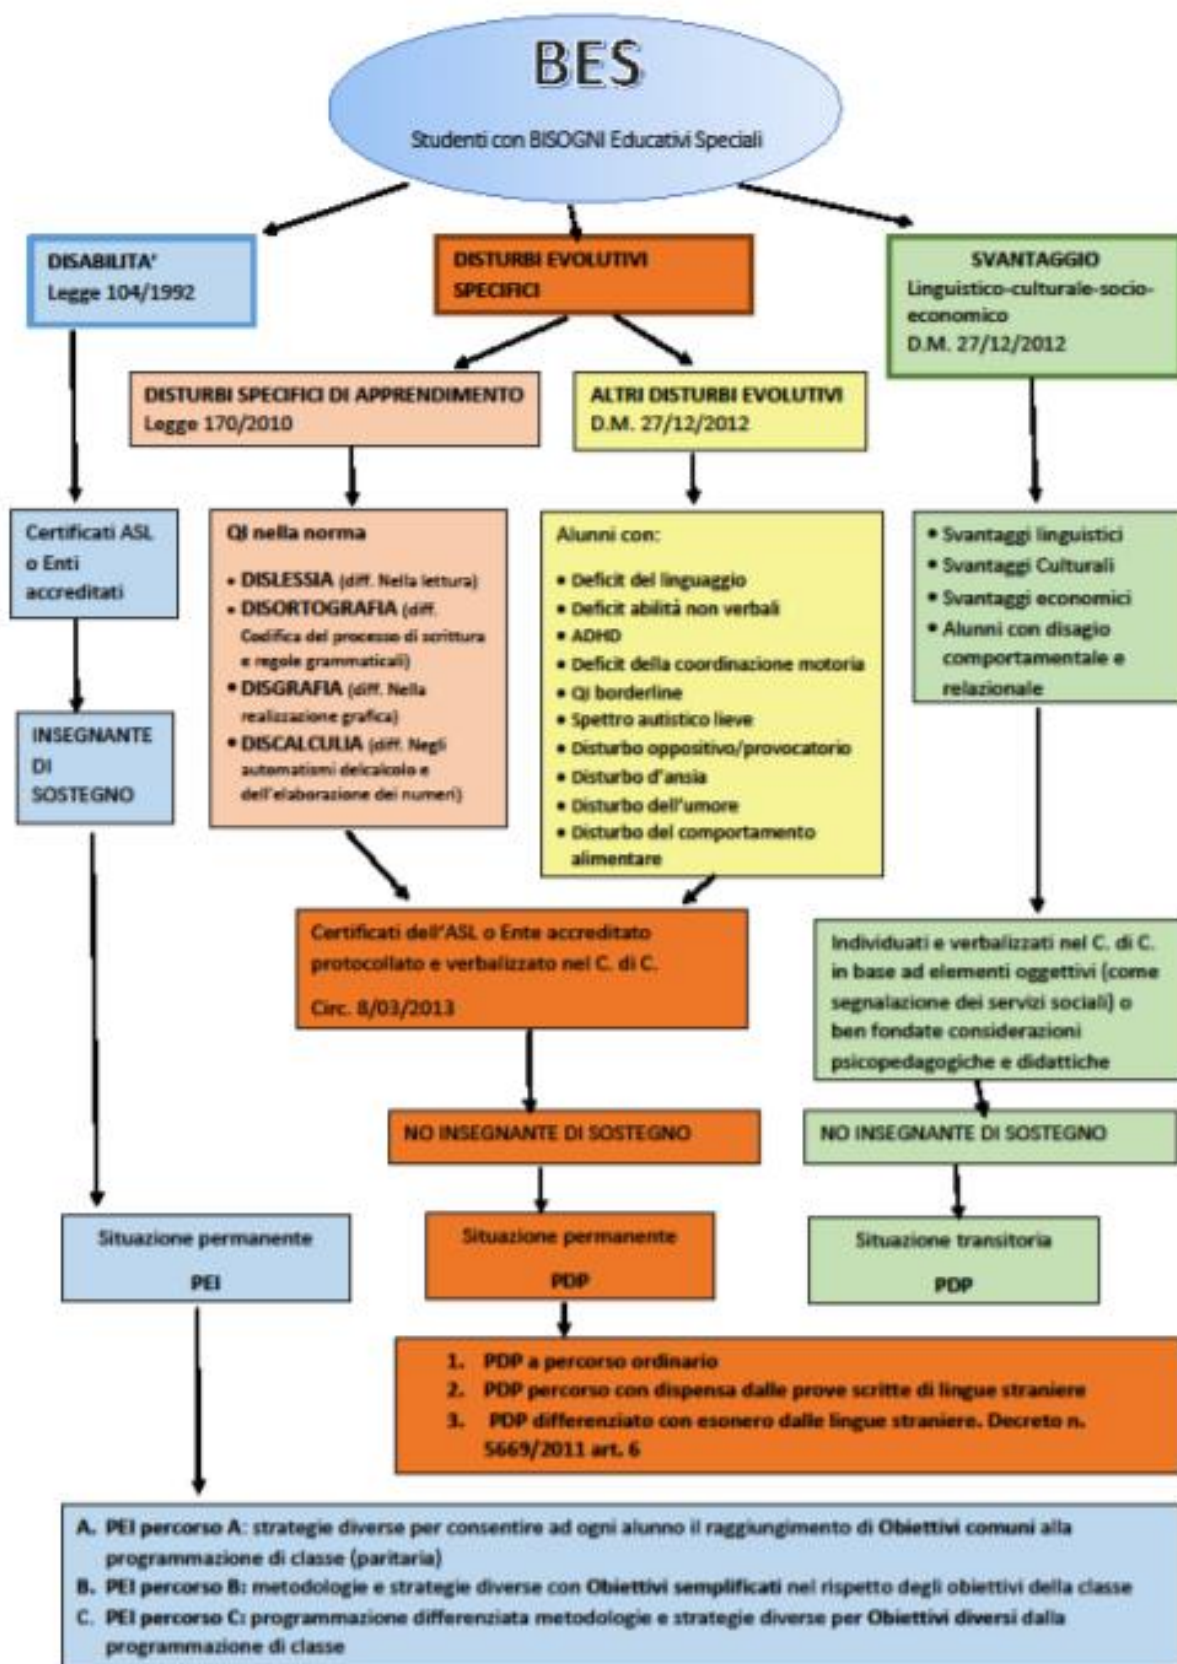 BES
Studenti con BISOGNI Educativi Speciali
DISABILITA'
Legge 104/1992
DISTURBI EVOLUTIVI
SPECIFICI
SVANTAGGIO
Linguistico-culturale-socio-
economico
D.M. 27/12/2012
DISTURBI SPECIFICI DI APPRENDIMENTO
Legge 170/2010
ALTRI DISTURBI EVOLUTIVI
D.M. 27/12/2012
Certificati ASL
o Enti
accreditati
QI nella norma
• DISLESSIA (diff. Nella lettura)
• DISORTOGRAFIA (diff.
Codifica del processo di scrittura
e regole grammaticali)
• DISGRAFIA (diff. Nella
realizzazione grafica)
• DISCALCULIA (diff. Negli
automatismi delcalcolo e
dell'elaborazione dei numeri)
Alunni con:
• Deficit del linguaggio
• Deficit abilità non verbali
• ADHD
• Deficit della coordinazione motoria
• QI borderline
• Spettro autistico lieve
• Disturbo oppositivo/provocatorio
• Disturbo d'ansia
• Disturbo dell'umore
• Disturbo del comportamento
alimentare
• Svantaggi linguistici
• Svantaggi Culturali
• Svantaggi economici
• Alunni con disagio
comportamentale e
relazionale
INSEGNANTE
DI
SOSTEGNO
Certificati dell'ASL o Ente accreditato
protocollato e verbalizzato nel C. di C.
Circ. 8/03/2013
Individuati e verbalizzati nel C. di C.
in base ad elementi oggettivi (come
segnalazione dei servizi sociali) o
ben fondate considerazioni
psicopedagogiche e didattiche
NO INSEGNANTE DI SOSTEGNO
NO INSEGNANTE DI SOSTEGNO
Situazione permanente
PEI
Situazione permanente
PDP
Situazione transitoria
PDP
1. PDP a percorso ordinario
2. PDP percorso con dispensa dalle prove scritte di lingue straniere
3. PDP differenziato con esonero dalle lingue straniere. Decreto n.
5669/2011 art. 6
A. PEI percorso A: strategie diverse per consentire ad ogni alunno il raggiungimento di Obiettivi comuni alla
programmazione di classe (paritaria)
B. PEI percorso B: metodologie e strategie diverse con Obiettivi semplificati nel rispetto degli obiettivi della classe
C. PEI percorso C: programmazione differenziata metodologie e strategie diverse per Obiettivi diversi dalla
programmazione di classe